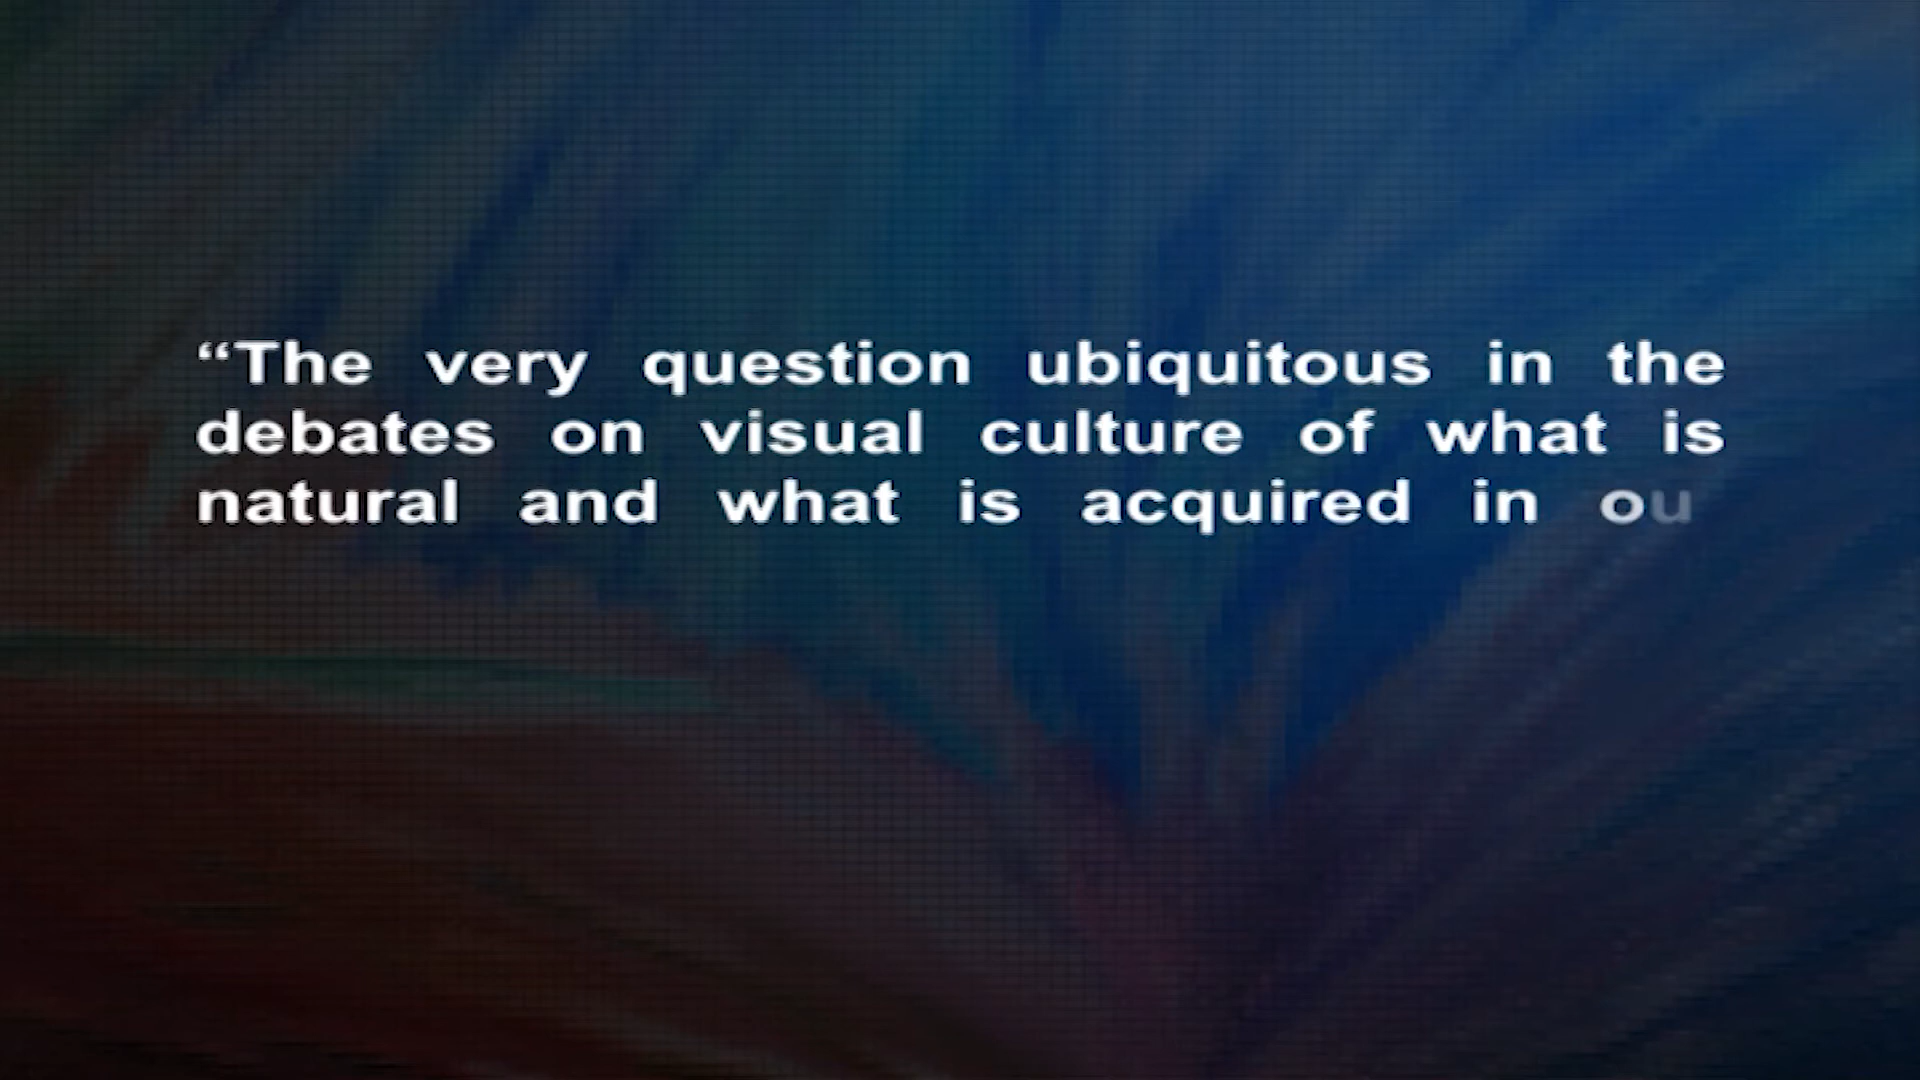 “The very question ubiquitous in the
debates on visual culture of what is
natural and what is acquired in ou